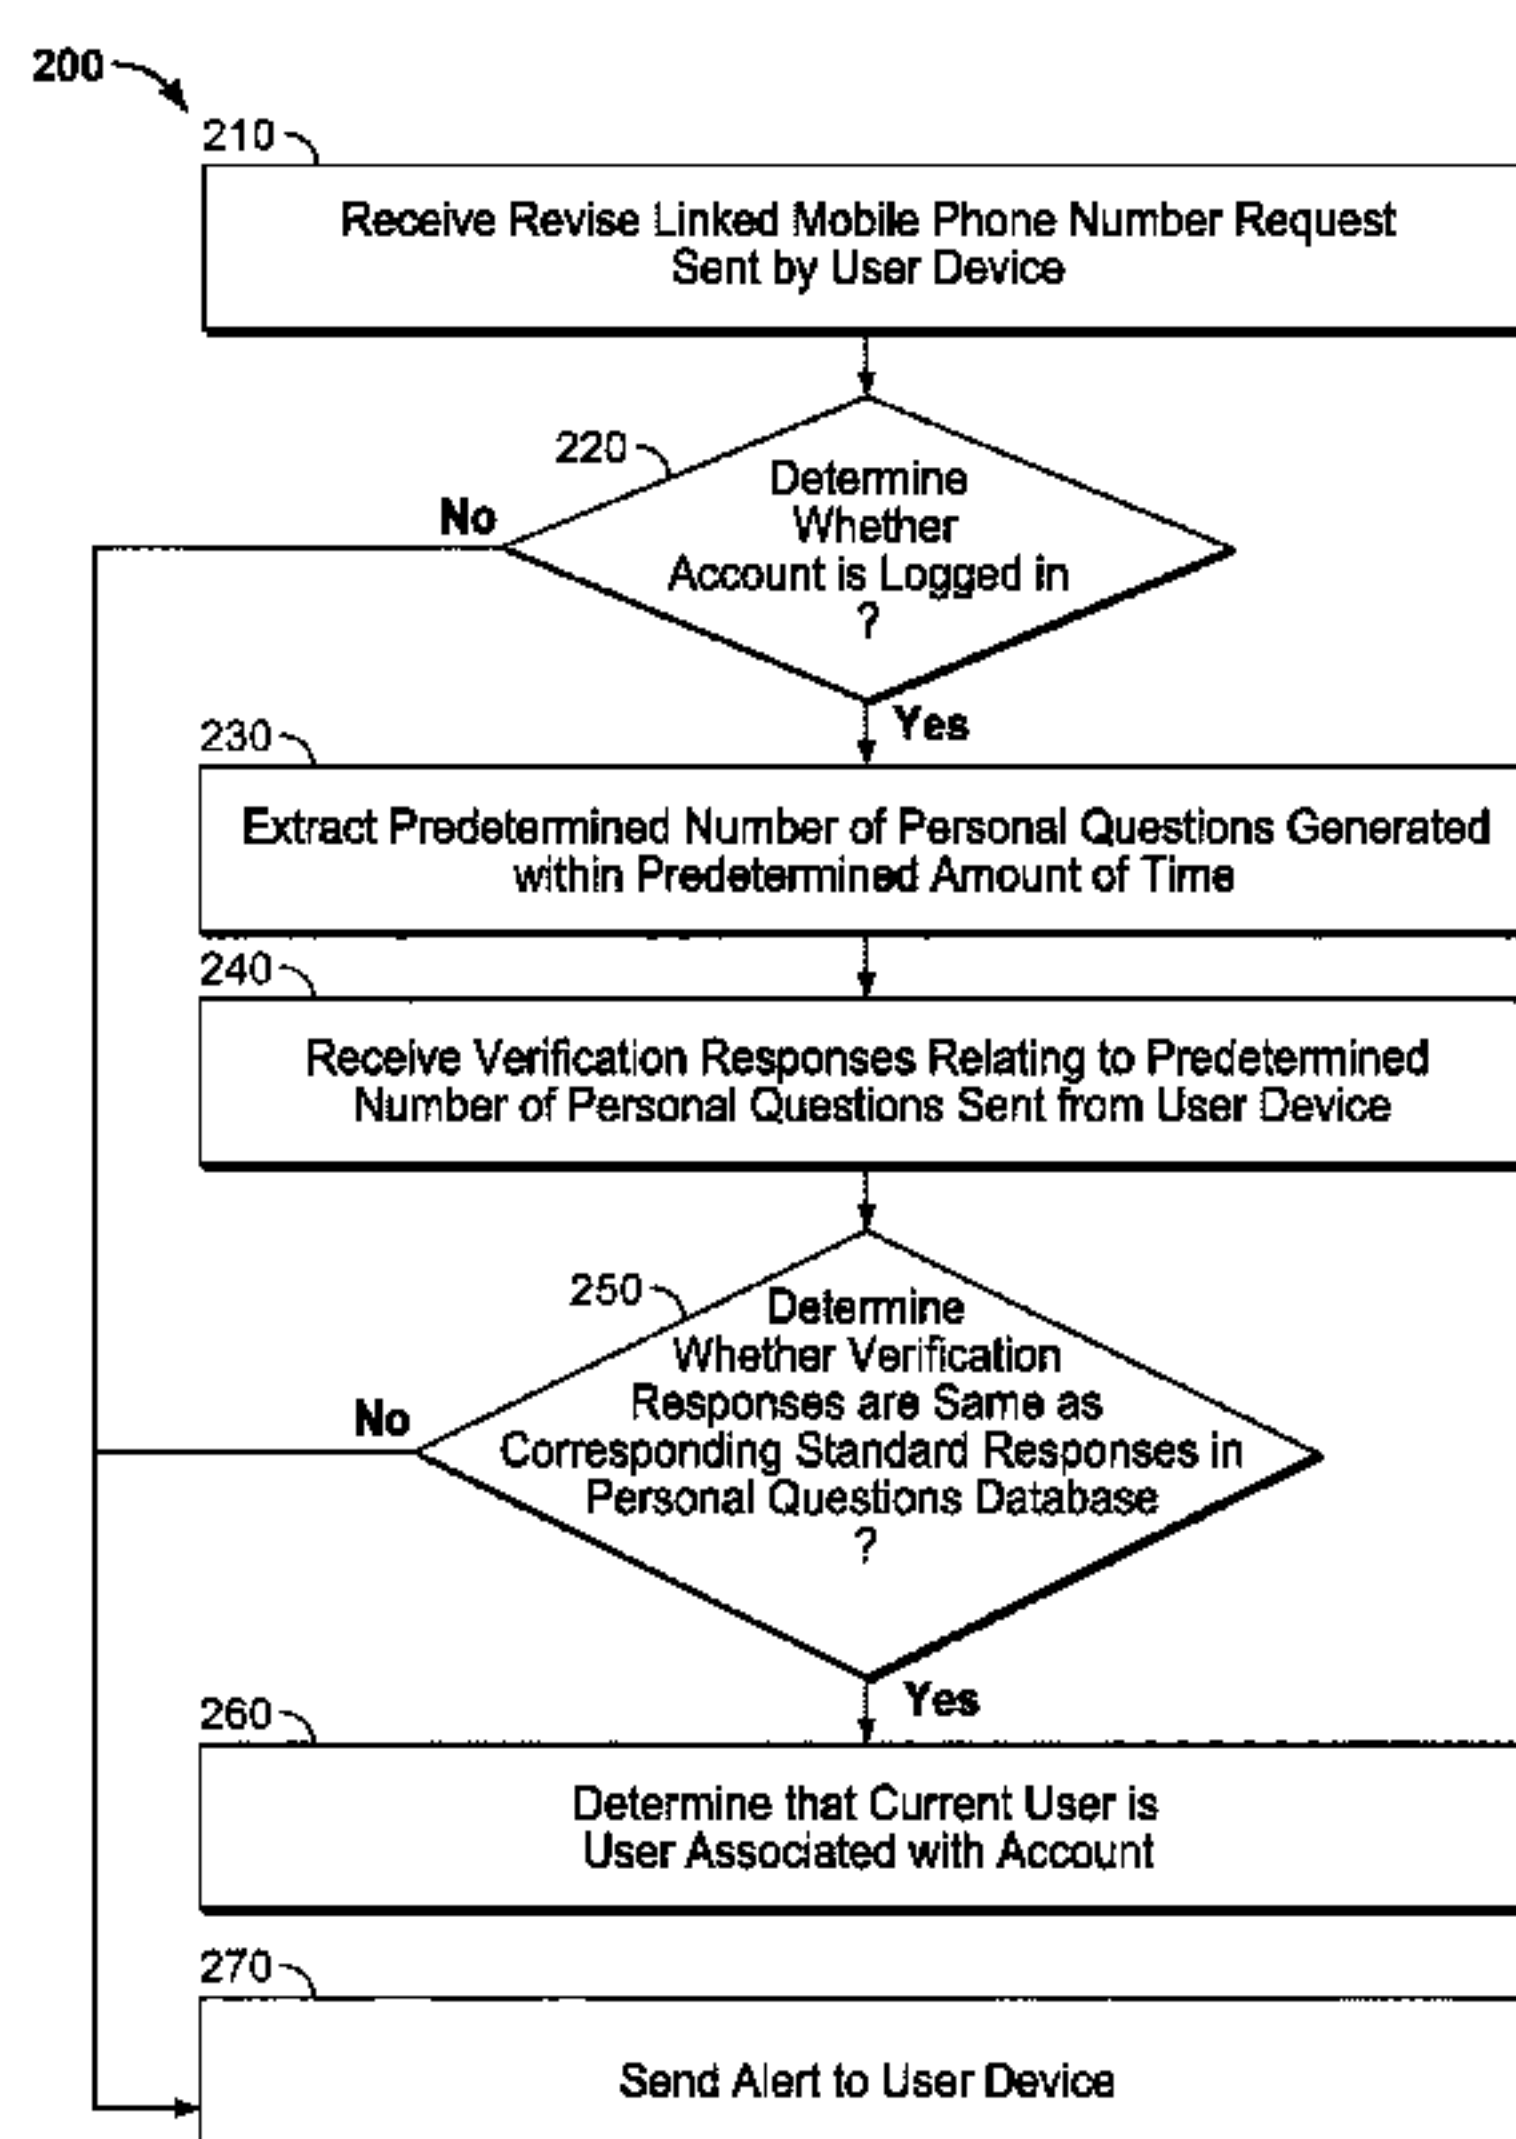 200
210
Receive Revise Linked Mobile Phone Number Request
Sent by User Device
220
Determine
Whether
Account is Logged in
?
No
Yes
230
Extract Predetermined Number of Personal Questions Generated
within Predetermined Amount of Time
240
Receive Verification Responses Relating to Predetermined
Number of Personal Questions Sent from User Device
250
Determine
Whether Verification
Responses are Same as
Corresponding Standard Responses in
Personal Questions Database
?
No
Yes
260
Determine that Current User is
User Associated with Account
270
Send Alert to User Device